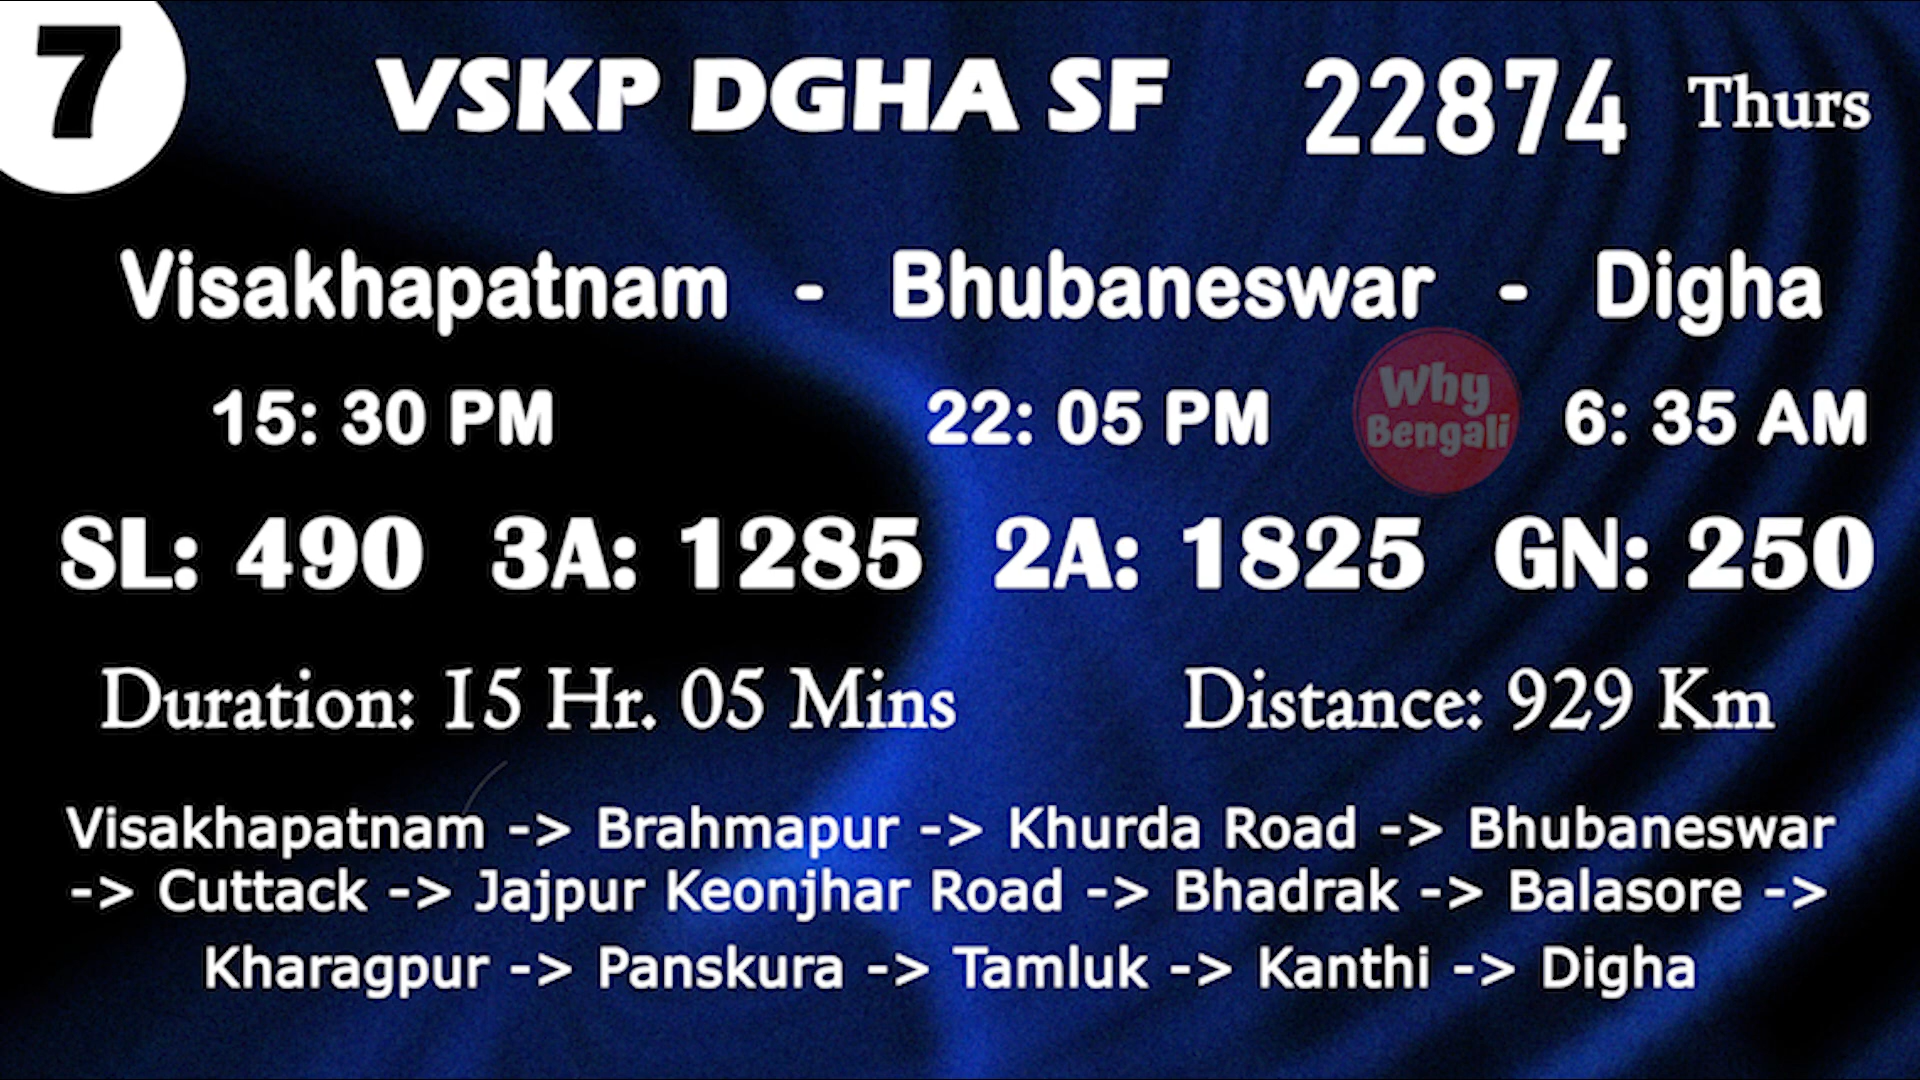 7
VSKP DGHA SF 22874 Thurs
Visakhapatnam - Bhubaneswar - Digha
15: 30 PM 22: 05 PM 6: 35 AM
Why
Bengali
SL: 490 3A: 1285 2A: 1825 GN: 250
Duration: 15 Hr. 05 Mins Distance: 929 Km
Visakhapatnam -> Brahmapur -> Khurda Road -> Bhubaneswar
-> Cuttack -> Jajpur Keonjhar Road -> Bhadrak -> Balasore ->
Kharagpur -> Panskura -> Tamluk -> Kanthi -> Digha